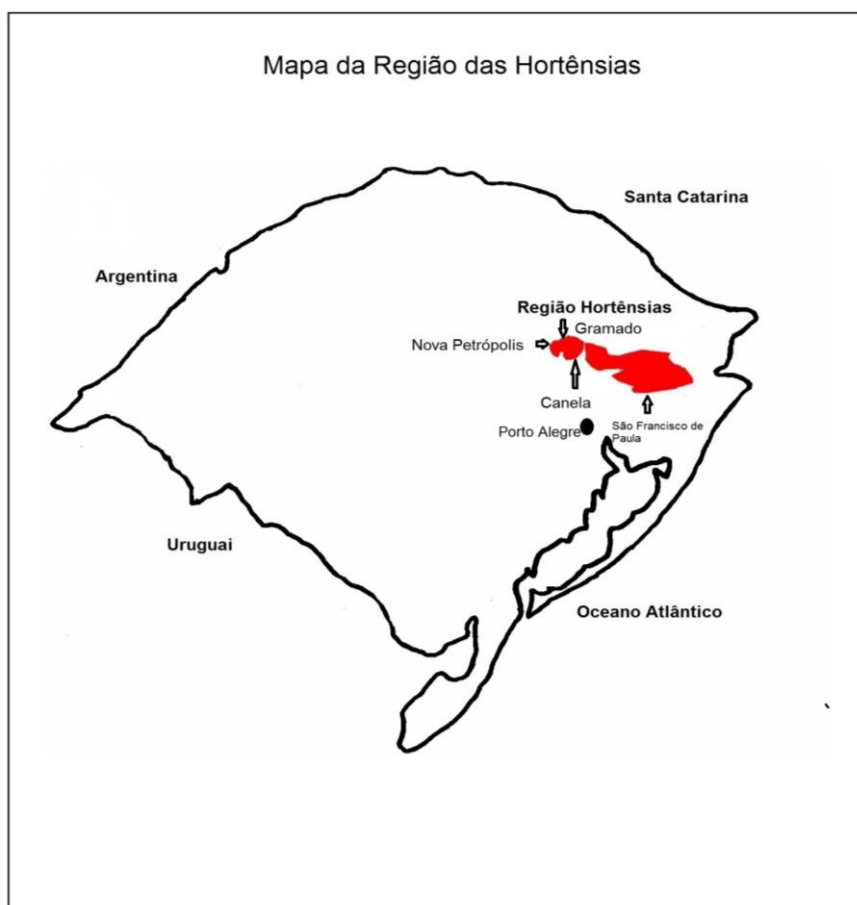 Mapa da Região das Hortênsias
Santa Catarina
Argentina
Região Hortênsias
Gramado
Nova Petrópolis
Canela
Porto Alegre
São Francisco de
Paula
Uruguai
Oceano Atlântico